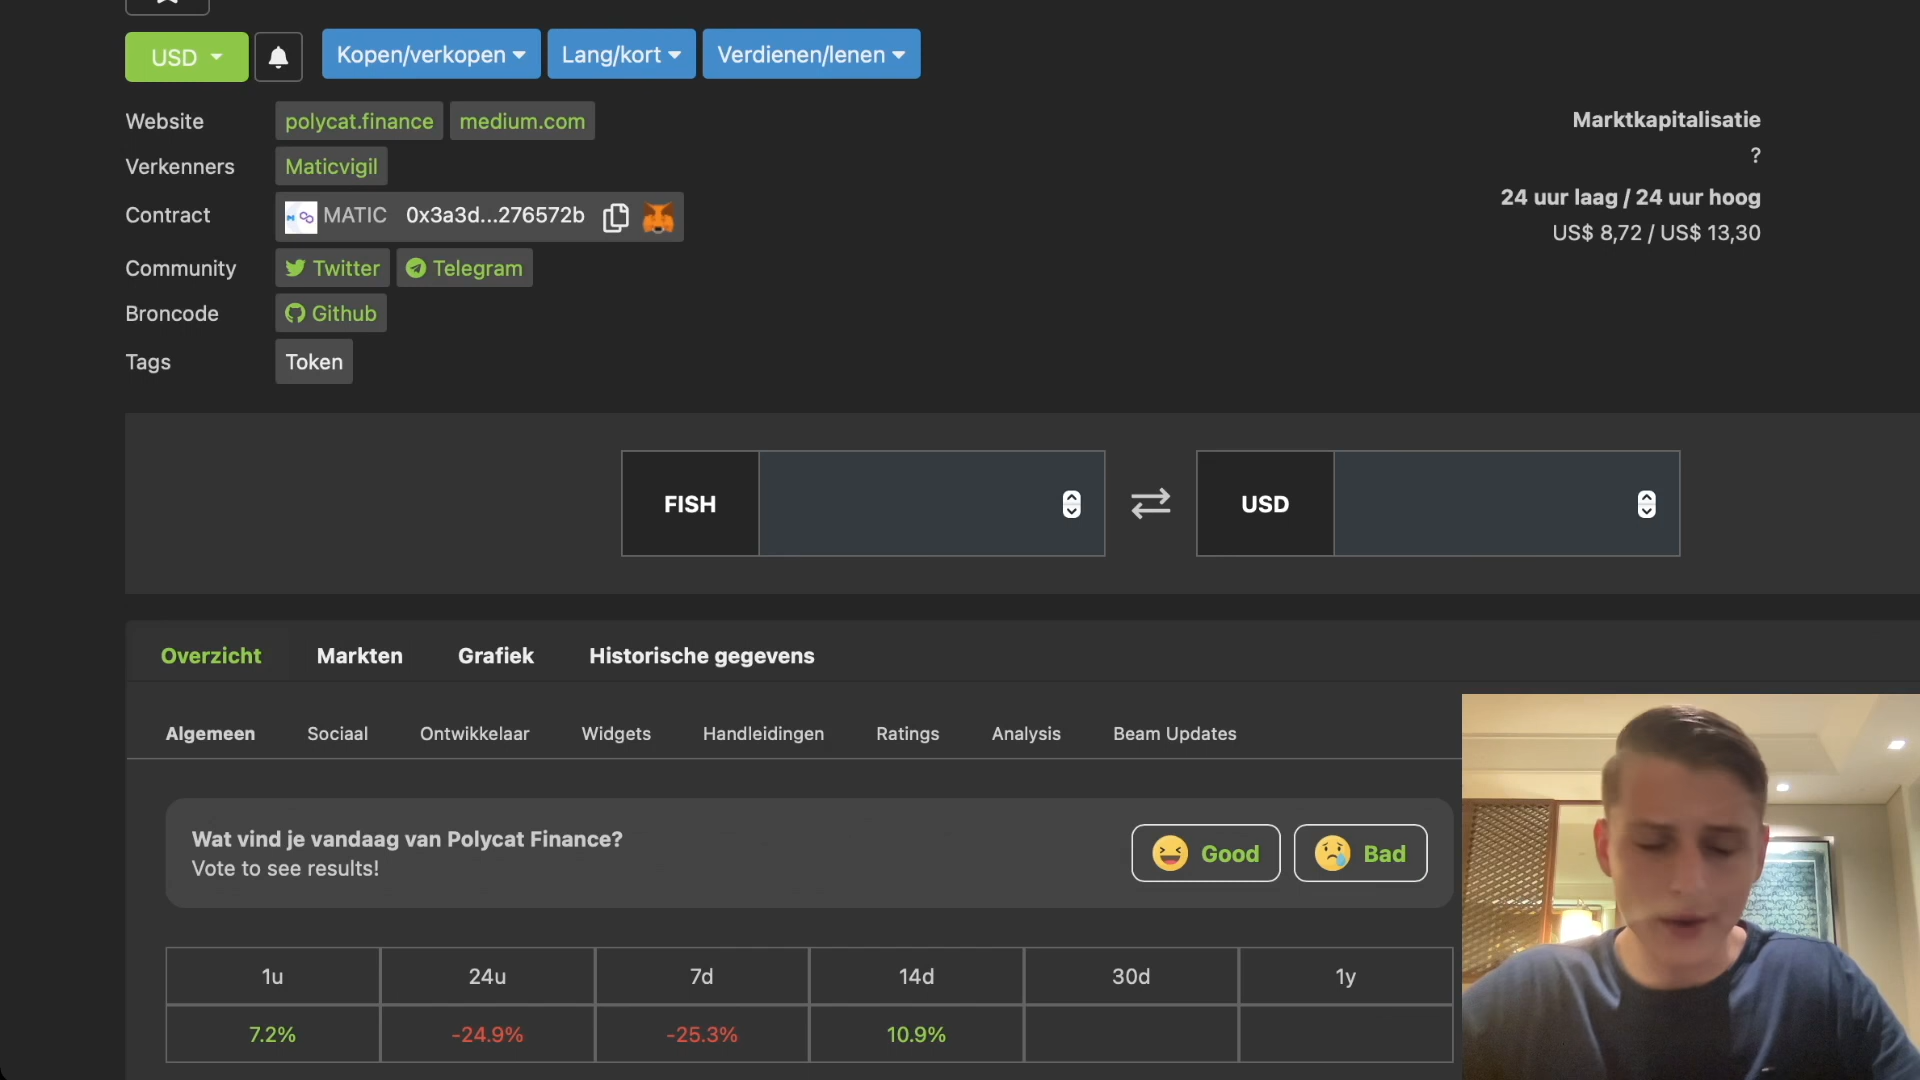 USD
Kopen/verkopen
Lang/kort
Verdienen/lenen
Website polycat.finance medium.com
Verkenners Maticvigil
Contract MATIC 0x3a3d...276572b
Community Twitter Telegram
Broncode Github
Tags Token
Marktkapitalisatie
?
24 uur laag / 24 uur hoog
US$ 8,72 / US$ 13,30
FISH
USD
Overzicht Markten Grafiek Historische gegevens
Algemeen Sociaal Ontwikkelaar Widgets Handleidingen Ratings Analysis Beam Updates
Wat vind je vandaag van Polycat Finance?
Vote to see results!
Good Bad
1u 24u 7d 14d 30d 1y
7.2% -24.9% -25.3% 10.9%